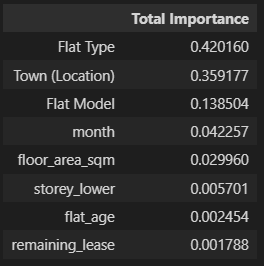 Total Importance
Flat Type 0.420160
Town (Location) 0.359177
Flat Model 0.138504
month 0.042257
floor_area_sqm 0.029960
storey_lower 0.005701
flat_age 0.002454
remaining_lease 0.001788